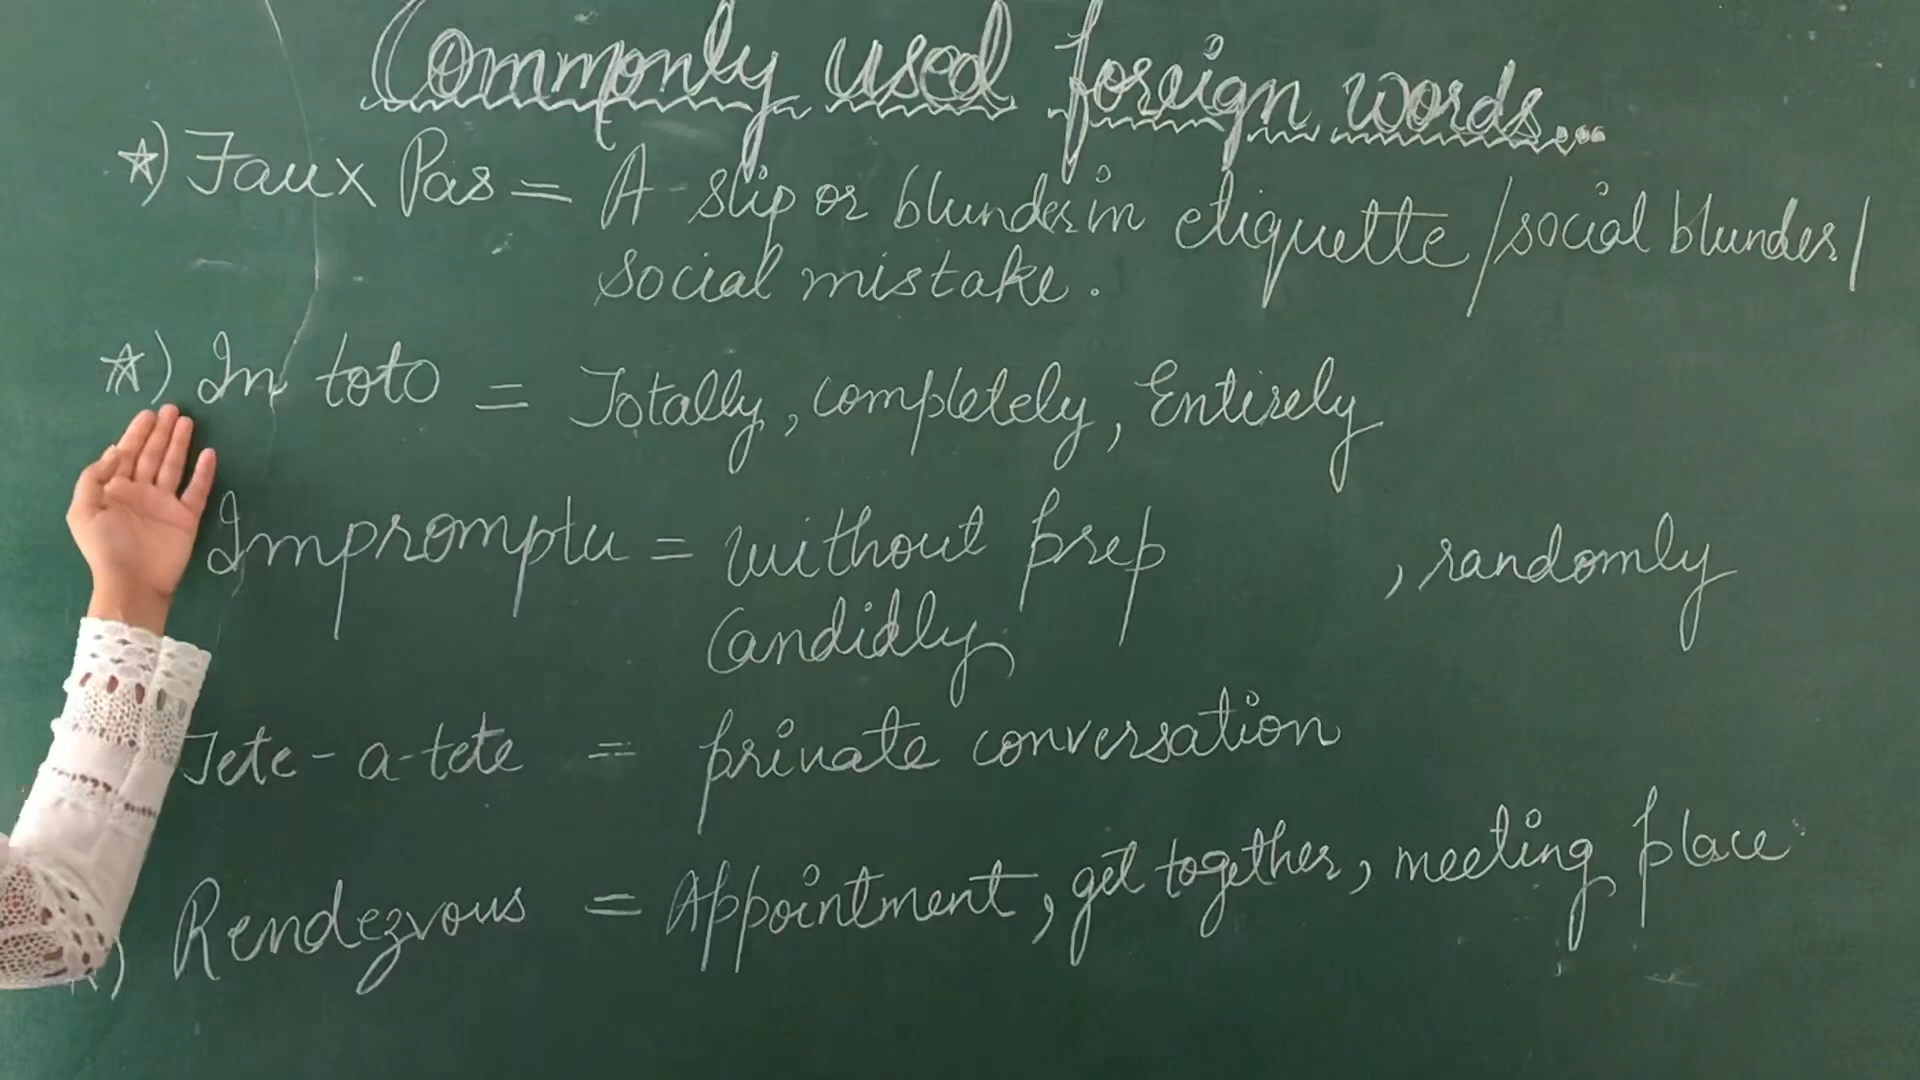 Commonly used foreign words...
☆) Faux Pas = A slip or blunder in etiquette / social blunder /
social mistake.
☆) In toto = Totally, completely, Entirely
Impromptu = without prep , randomly
Candidly,
Tete-a-tete = private conversation
) Rendezvous = Appointment, get together, meeting place